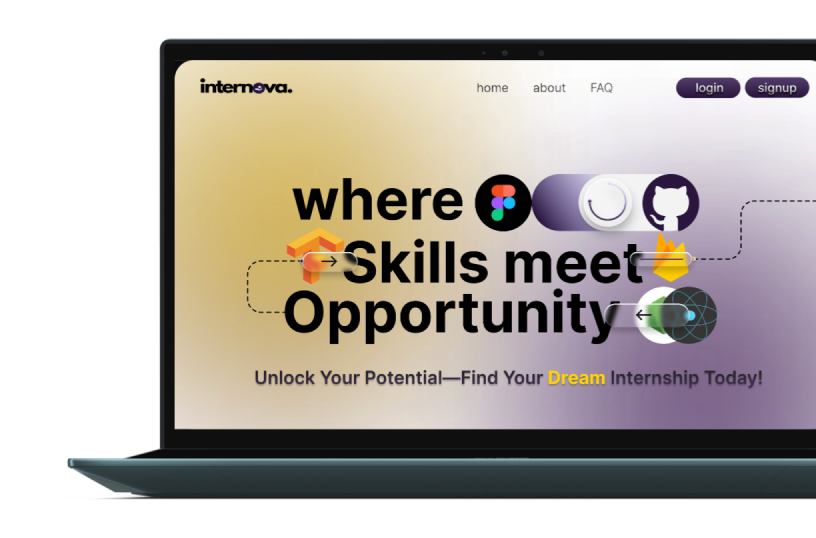 internova.
home about FAQ login signup
where
Skills meet
Opportunity
Unlock Your Potential—Find Your Dream Internship Today!